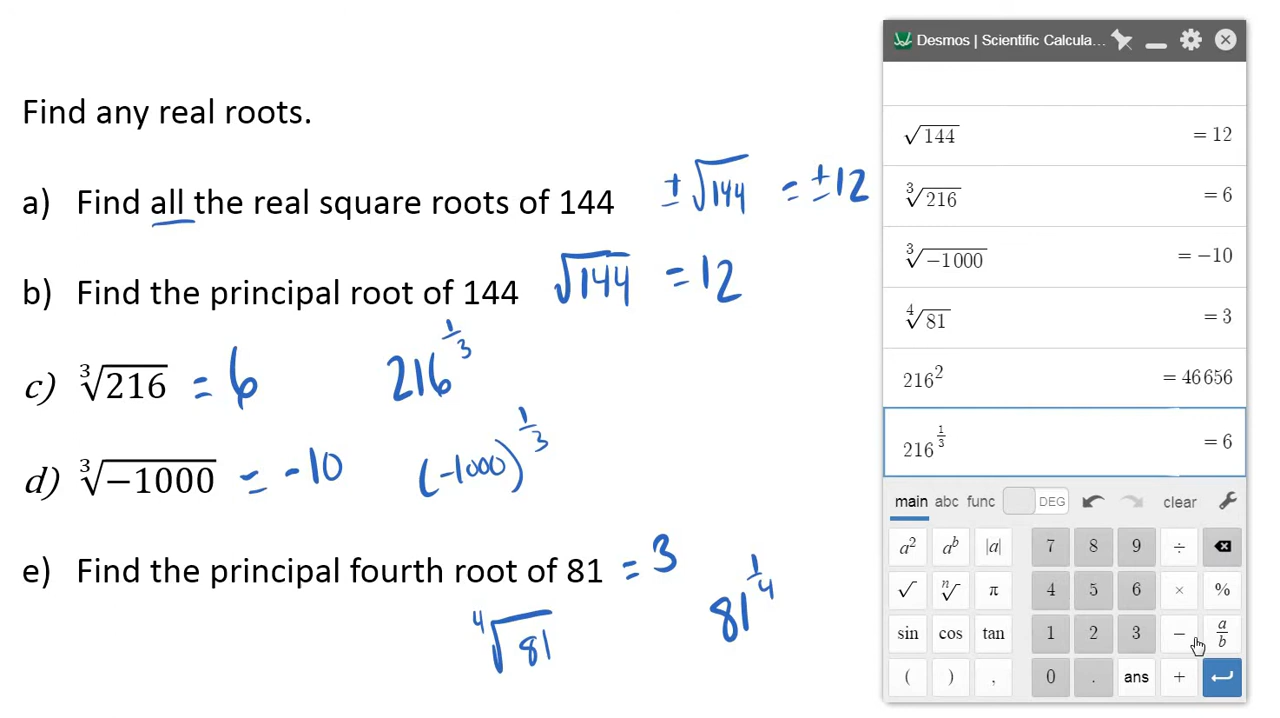 Find any real roots.
a) Find all the real square roots of 144 ±√144 = ±12
b) Find the principal root of 144 √144 = 12
c) ∛216 = 6 216^(1/3)
d) ∛−1000 = -10 (-1000)^(1/3)
e) Find the principal fourth root of 81 = 3 81^(1/4)
∜81
Desmos | Scientific Calcula...
√144 = 12
∛216 = 6
∛−1000 = −10
∜81 = 3
216² = 46656
216^(1/3) = 6
main abc func DEG clear
a² a^b |a| 7 8 9 ÷
√ ⁿ√ π 4 5 6 × %
sin cos tan 1 2 3 − a/b
( ) , 0 . ans +